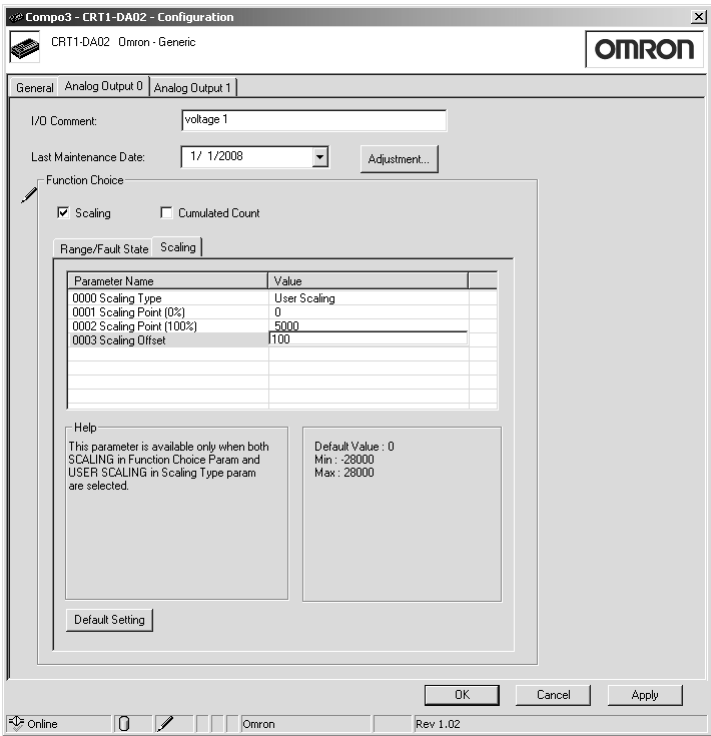 Compo3 - CRT1-DA02 - Configuration
CRT1-DA02 Omron - Generic
OMRON
General Analog Output 0 Analog Output 1
I/O Comment: voltage 1
Last Maintenance Date: 1/ 1/2008 Adjustment...
Function Choice
Scaling Cumulated Count
Range/Fault State Scaling
Parameter Name Value
0000 Scaling Type User Scaling
0001 Scaling Point (0%) 0
0002 Scaling Point (100%) 5000
0003 Scaling Offset 100
Help
This parameter is available only when both
SCALING in Function Choice Param and
USER SCALING in Scaling Type param
are selected.
Default Value : 0
Min : -28000
Max : 28000
Default Setting
OK Cancel Apply
Online Omron Rev 1.02